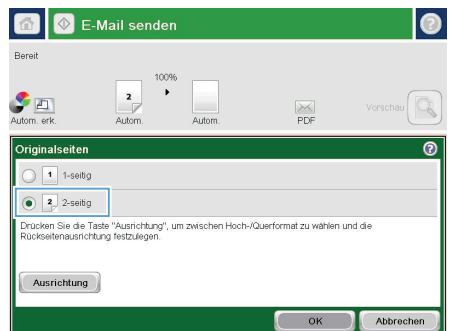 E-Mail senden
Bereit
100%
2
Autom. erk.
Autom.
Autom.
PDF
Vorschau
Originalseiten
1 1-seitig
2 2-seitig
Drücken Sie die Taste "Ausrichtung", um zwischen Hoch-/Querformat zu wählen und die
Rückseitenausrichtung festzulegen.
Ausrichtung
OK
Abbrechen